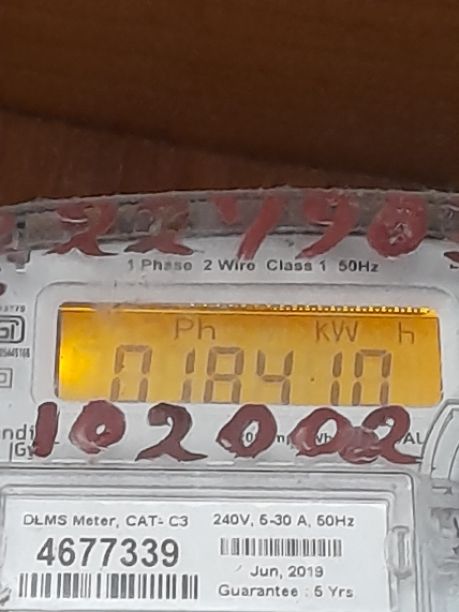 1 Phase 2 Wire Class 1 50Hz
Ph kW h
018410
102002
DLMS Meter, CAT- C3 240V, 5-30 A, 50Hz
4677339
Jun, 2019
Guarantee : 5 Yrs